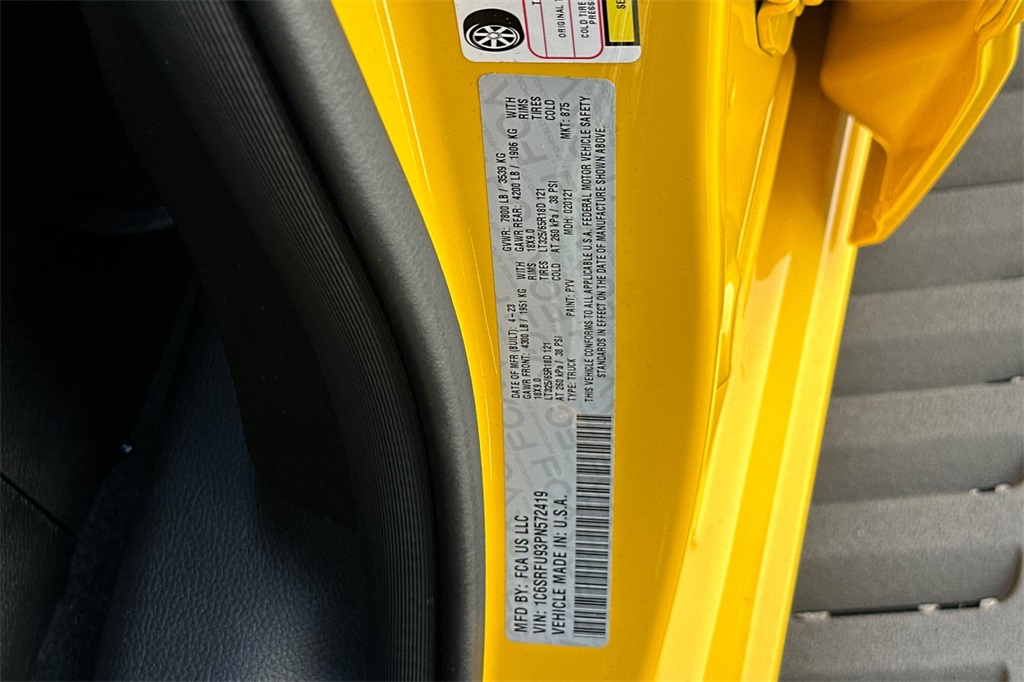 ORIGINAL
COLD TIRE
MFD BY: FCA US LLC
VIN: 1C6SRFU93PN572419
VEHICLE MADE IN: U.S.A.
DATE OF MFR (BUILT): 4-23
GAWR FRONT: 4300 LB / 1951 KG WITH
18X9.0 RIMS
LT325/65R18D 121 TIRES
AT 260 kPa / 38 PSI COLD
TYPE: TRUCK PAINT: PYV
GVWR: 7800 LB / 3539 KG
GAWR REAR: 4200 LB / 1906 KG WITH
18X9.0 RIMS
LT325/65R18D 121 TIRES
AT 260 kPa / 38 PSI COLD
MDH: 020121 MKT: 875
THIS VEHICLE CONFORMS TO ALL APPLICABLE U.S.A. FEDERAL MOTOR VEHICLE SAFETY
STANDARDS IN EFFECT ON THE DATE OF MANUFACTURE SHOWN ABOVE.